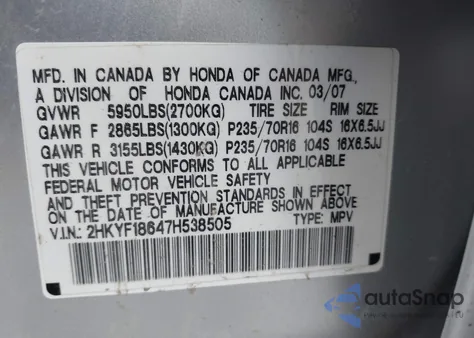 MFD. IN CANADA BY HONDA OF CANADA MFG.,
A DIVISION OF HONDA CANADA INC. 03/07
GVWR 5950LBS(2700KG) TIRE SIZE RIM SIZE
GAWR F 2865LBS(1300KG) P235/70R16 104S 16X6.5JJ
GAWR R 3155LBS(1430KG) P235/70R16 104S 16X6.5JJ
THIS VEHICLE CONFORMS TO ALL APPLICABLE
FEDERAL MOTOR VEHICLE SAFETY
AND THEFT PREVENTION STANDARDS IN EFFECT ON
THE DATE OF MANUFACTURE SHOWN ABOVE.
V.I.N.: 2HKYF18647H538505 TYPE: MPV
autoSnap